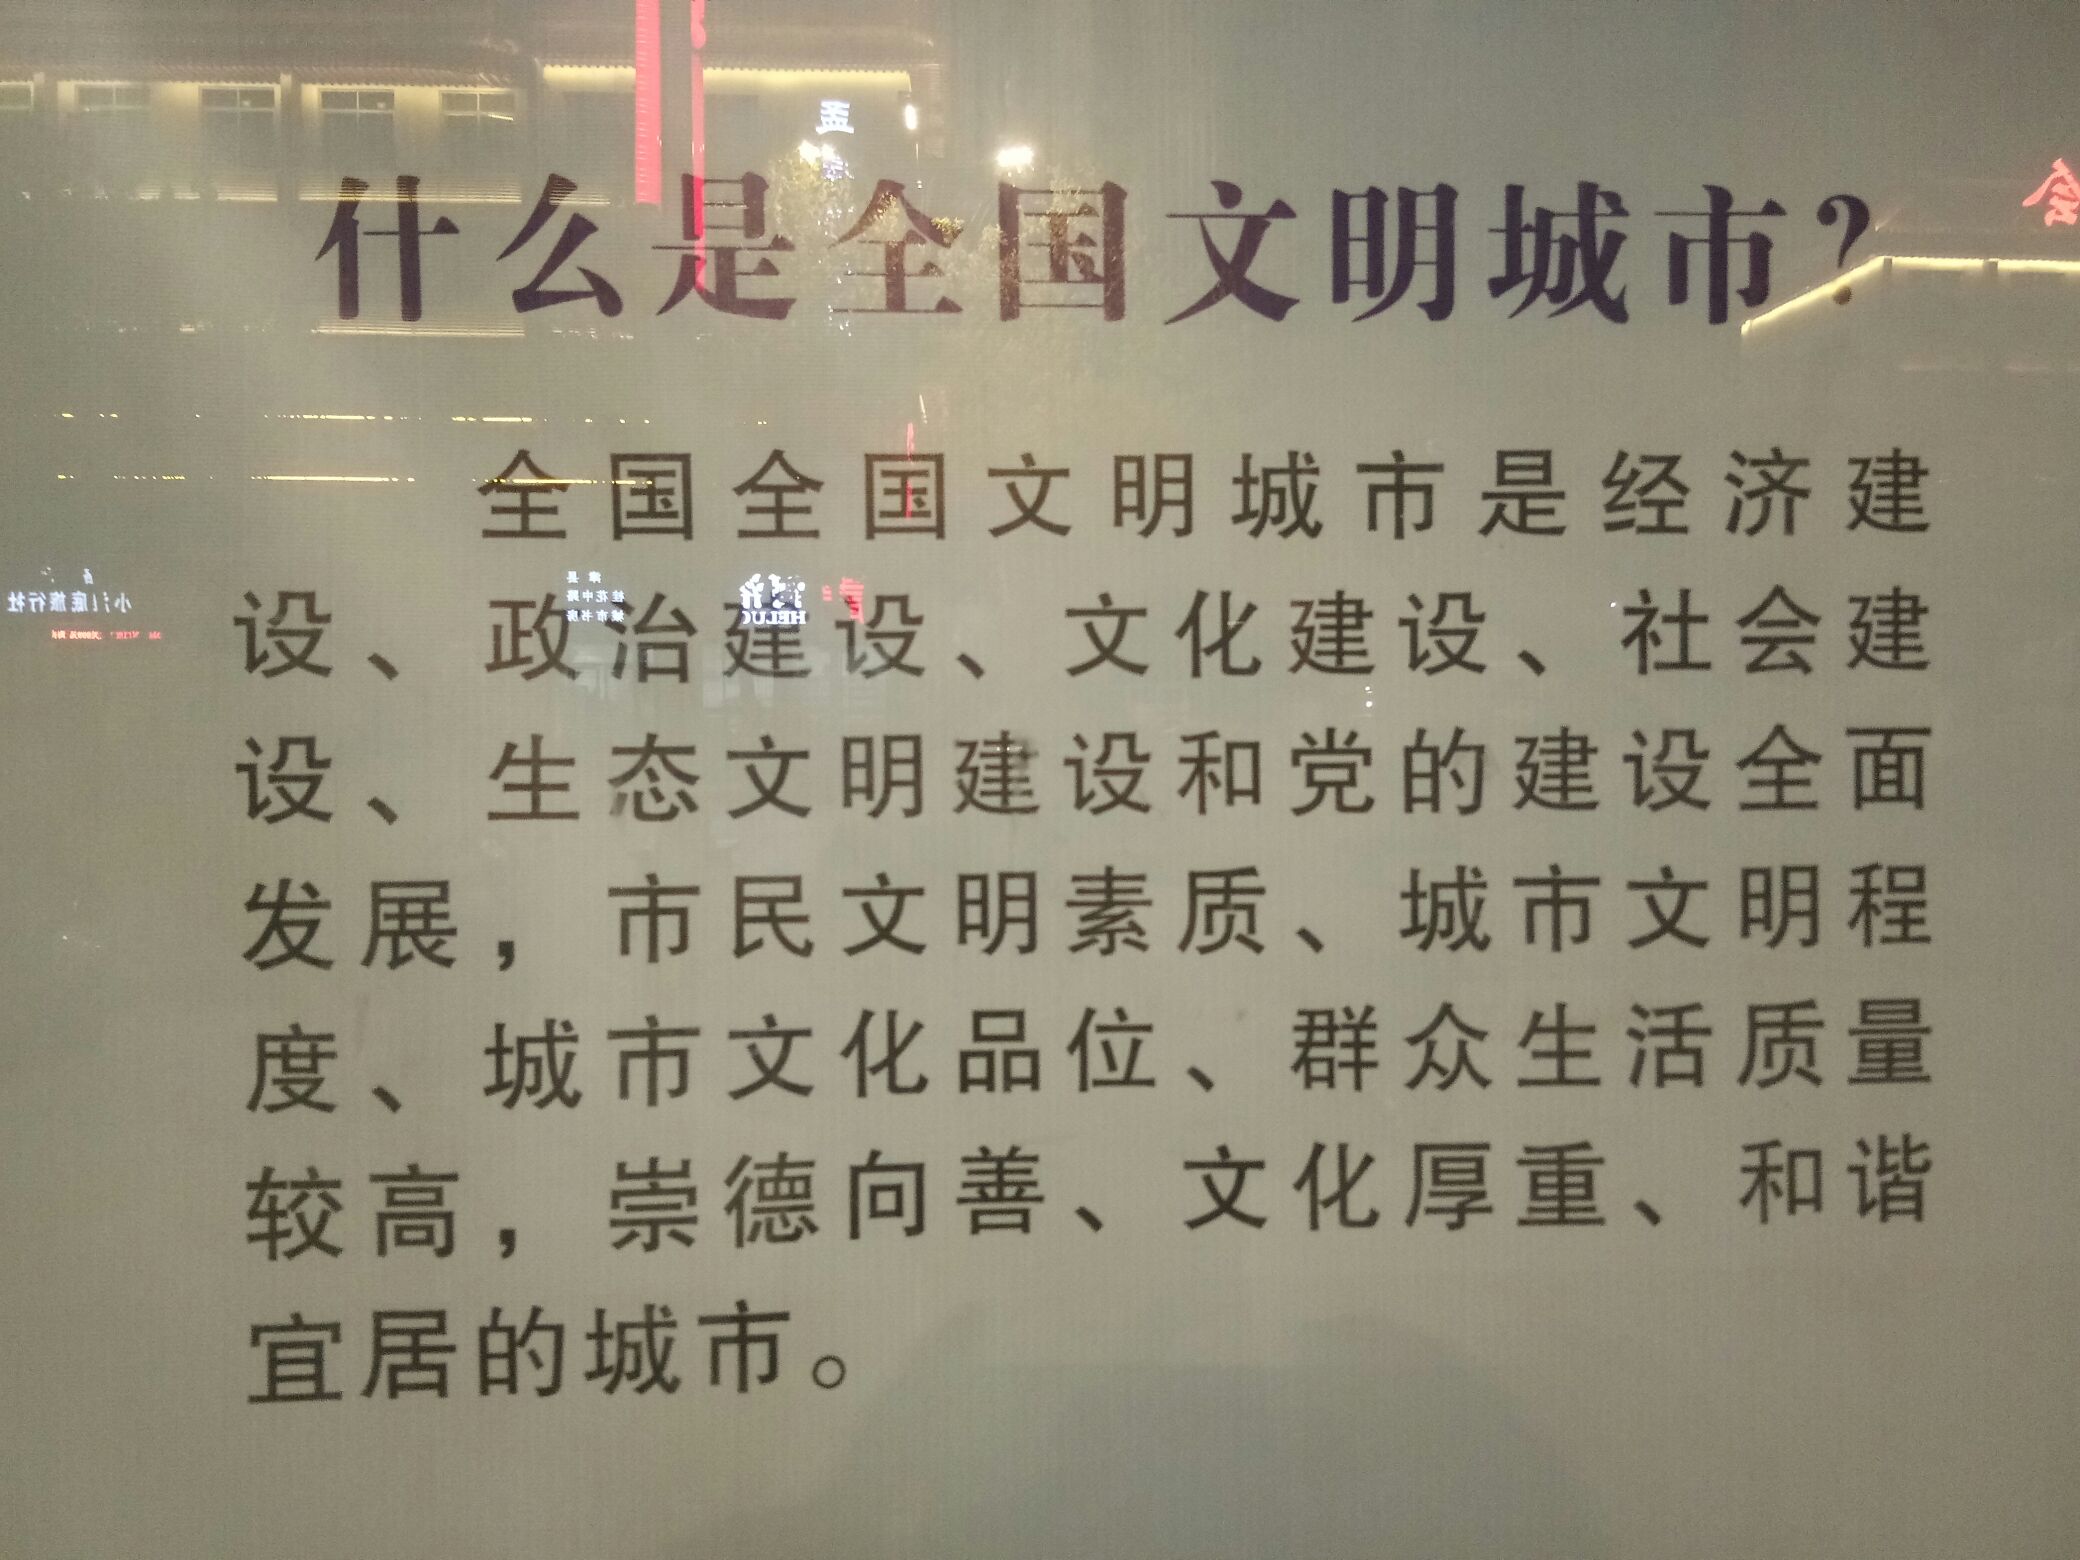 什么是全国文明城市？
全国全国文明城市是经济建
设、政治建设、文化建设、社会建
设、生态文明建设和党的建设全面
发展，市民文明素质、城市文明程
度、城市文化品位、群众生活质量
较高，崇德向善、文化厚重、和谐
宜居的城市。